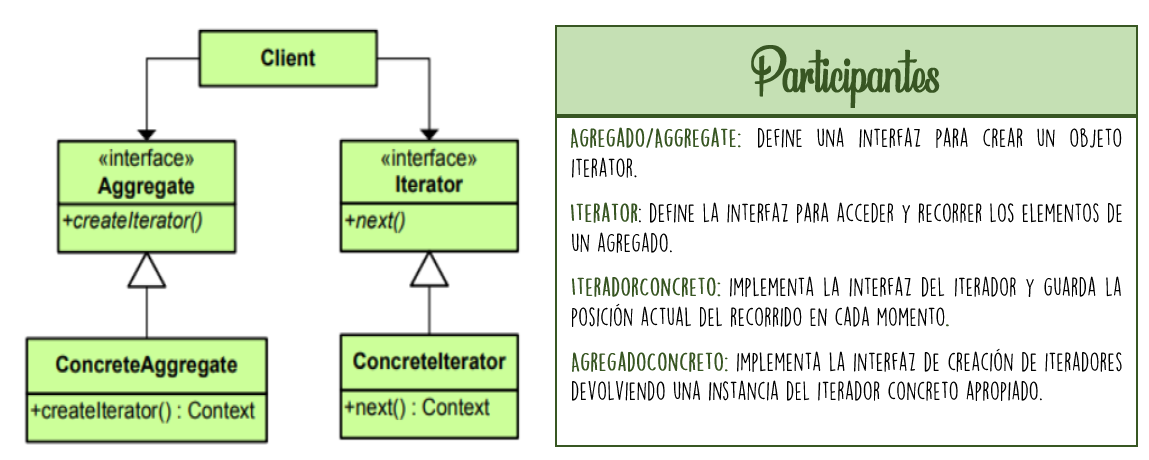 Client
«interface»
Aggregate
+createIterator()
«interface»
Iterator
+next()
ConcreteAggregate
+createIterator() : Context
ConcreteIterator
+next() : Context
Participantes
AGREGADO/AGGREGATE: DEFINE UNA INTERFAZ PARA CREAR UN OBJETO
ITERATOR.
ITERATOR: DEFINE LA INTERFAZ PARA ACCEDER Y RECORRER LOS ELEMENTOS DE
UN AGREGADO.
ITERADORCONCRETO: IMPLEMENTA LA INTERFAZ DEL ITERADOR Y GUARDA LA
POSICIÓN ACTUAL DEL RECORRIDO EN CADA MOMENTO.
AGREGADOCONCRETO: IMPLEMENTA LA INTERFAZ DE CREACIÓN DE ITERADORES
DEVOLVIENDO UNA INSTANCIA DEL ITERADOR CONCRETO APROPIADO.